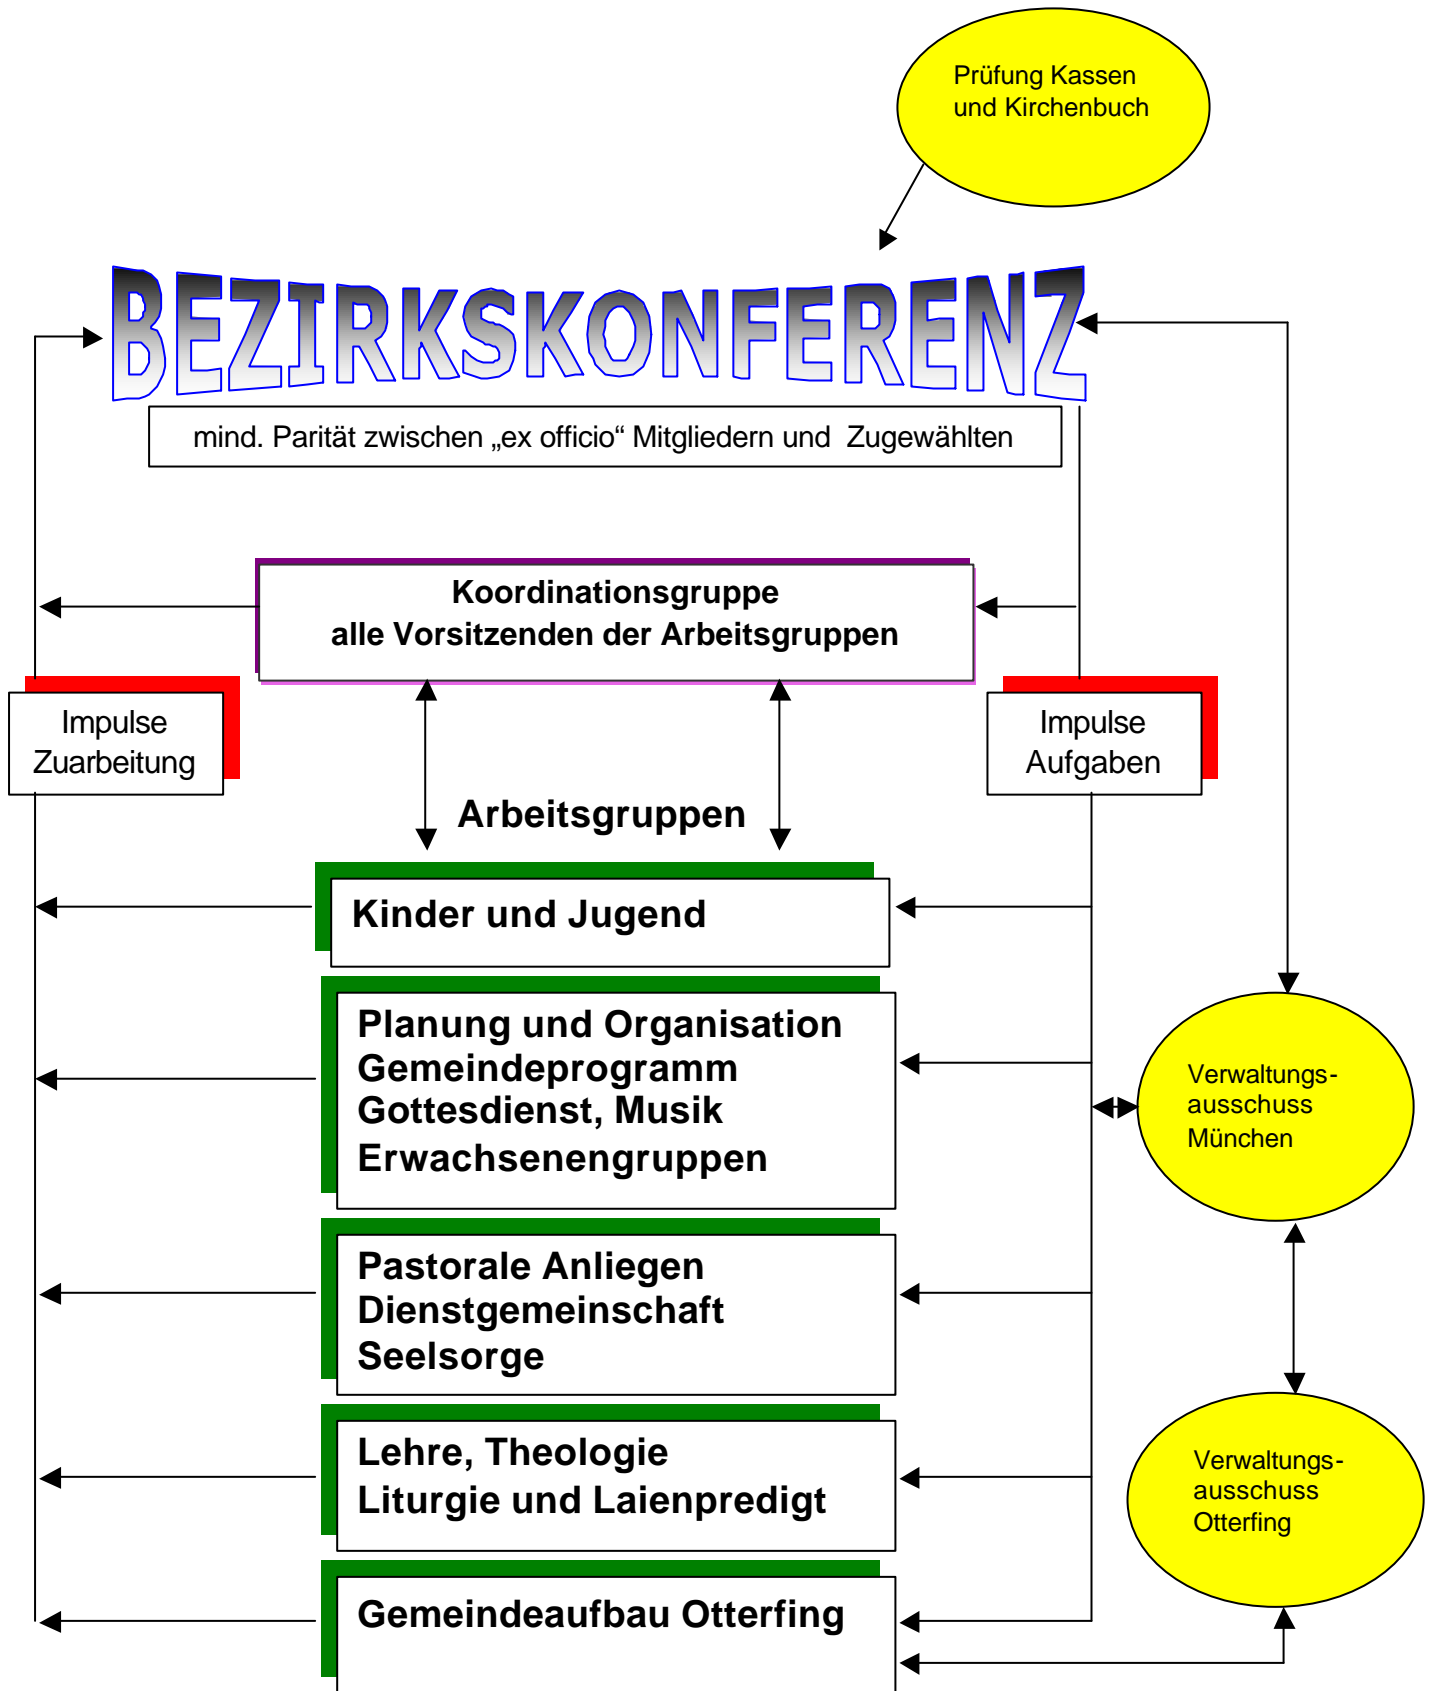 Prüfung Kassen
und Kirchenbuch
BEZIRKSKONFERENZ
mind. Parität zwischen „ex officio“ Mitgliedern und Zugewählten
Koordinationsgruppe
alle Vorsitzenden der Arbeitsgruppen
Impulse
Zuarbeitung
Impulse
Aufgaben
Arbeitsgruppen
Kinder und Jugend
Planung und Organisation
Gemeindeprogramm
Gottesdienst, Musik
Erwachsenengruppen
Verwaltungs-
ausschuss
München
Pastorale Anliegen
Dienstgemeinschaft
Seelsorge
Lehre, Theologie
Liturgie und Laienpredigt
Verwaltungs-
ausschuss
Otterfing
Gemeindeaufbau Otterfing